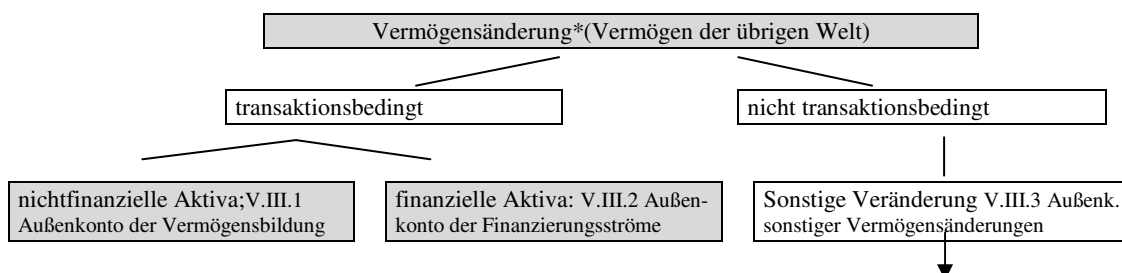 Vermögensänderung*(Vermögen der übrigen Welt)
transaktionsbedingt
nicht transaktionsbedingt
nichtfinanzielle Aktiva;V.III.1
Außenkonto der Vermögensbildung
finanzielle Aktiva: V.III.2 Außen-
konto der Finanzierungsströme
Sonstige Veränderung V.III.3 Außenk.
sonstiger Vermögensänderungen